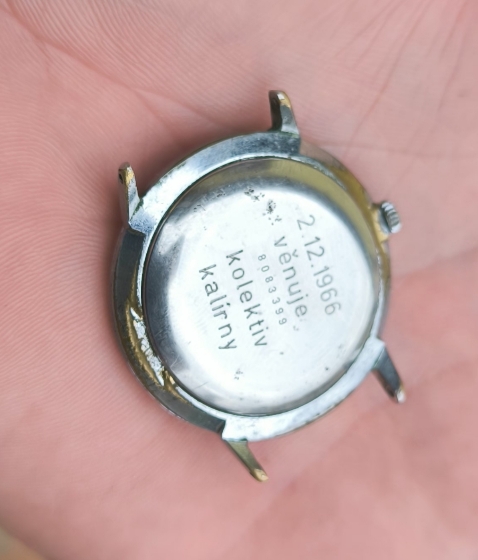 2.12.1966
věnuje
8083399
kolektiv
kalírny